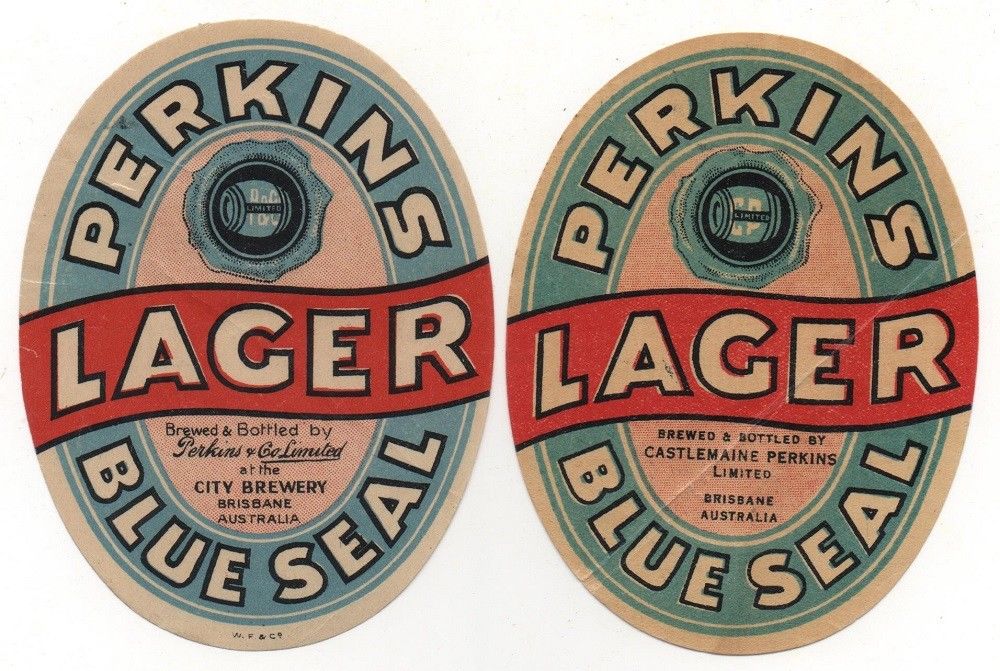 PERKINS
P&C
LIMITED
LAGER
Brewed & Bottled by
Perkins & Co Limited
at the
CITY BREWERY
BRISBANE
AUSTRALIA
BLUE SEAL
W. F. & Co
PERKINS
CP
LIMITED
LAGER
BREWED & BOTTLED BY
CASTLEMAINE PERKINS
LIMITED
BRISBANE
AUSTRALIA
BLUE SEAL